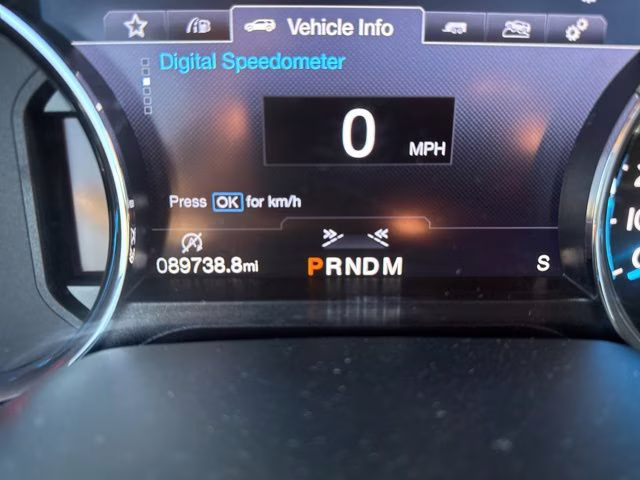 Vehicle Info
Digital Speedometer
0 MPH
Press OK for km/h
089738.8mi PRNDM S